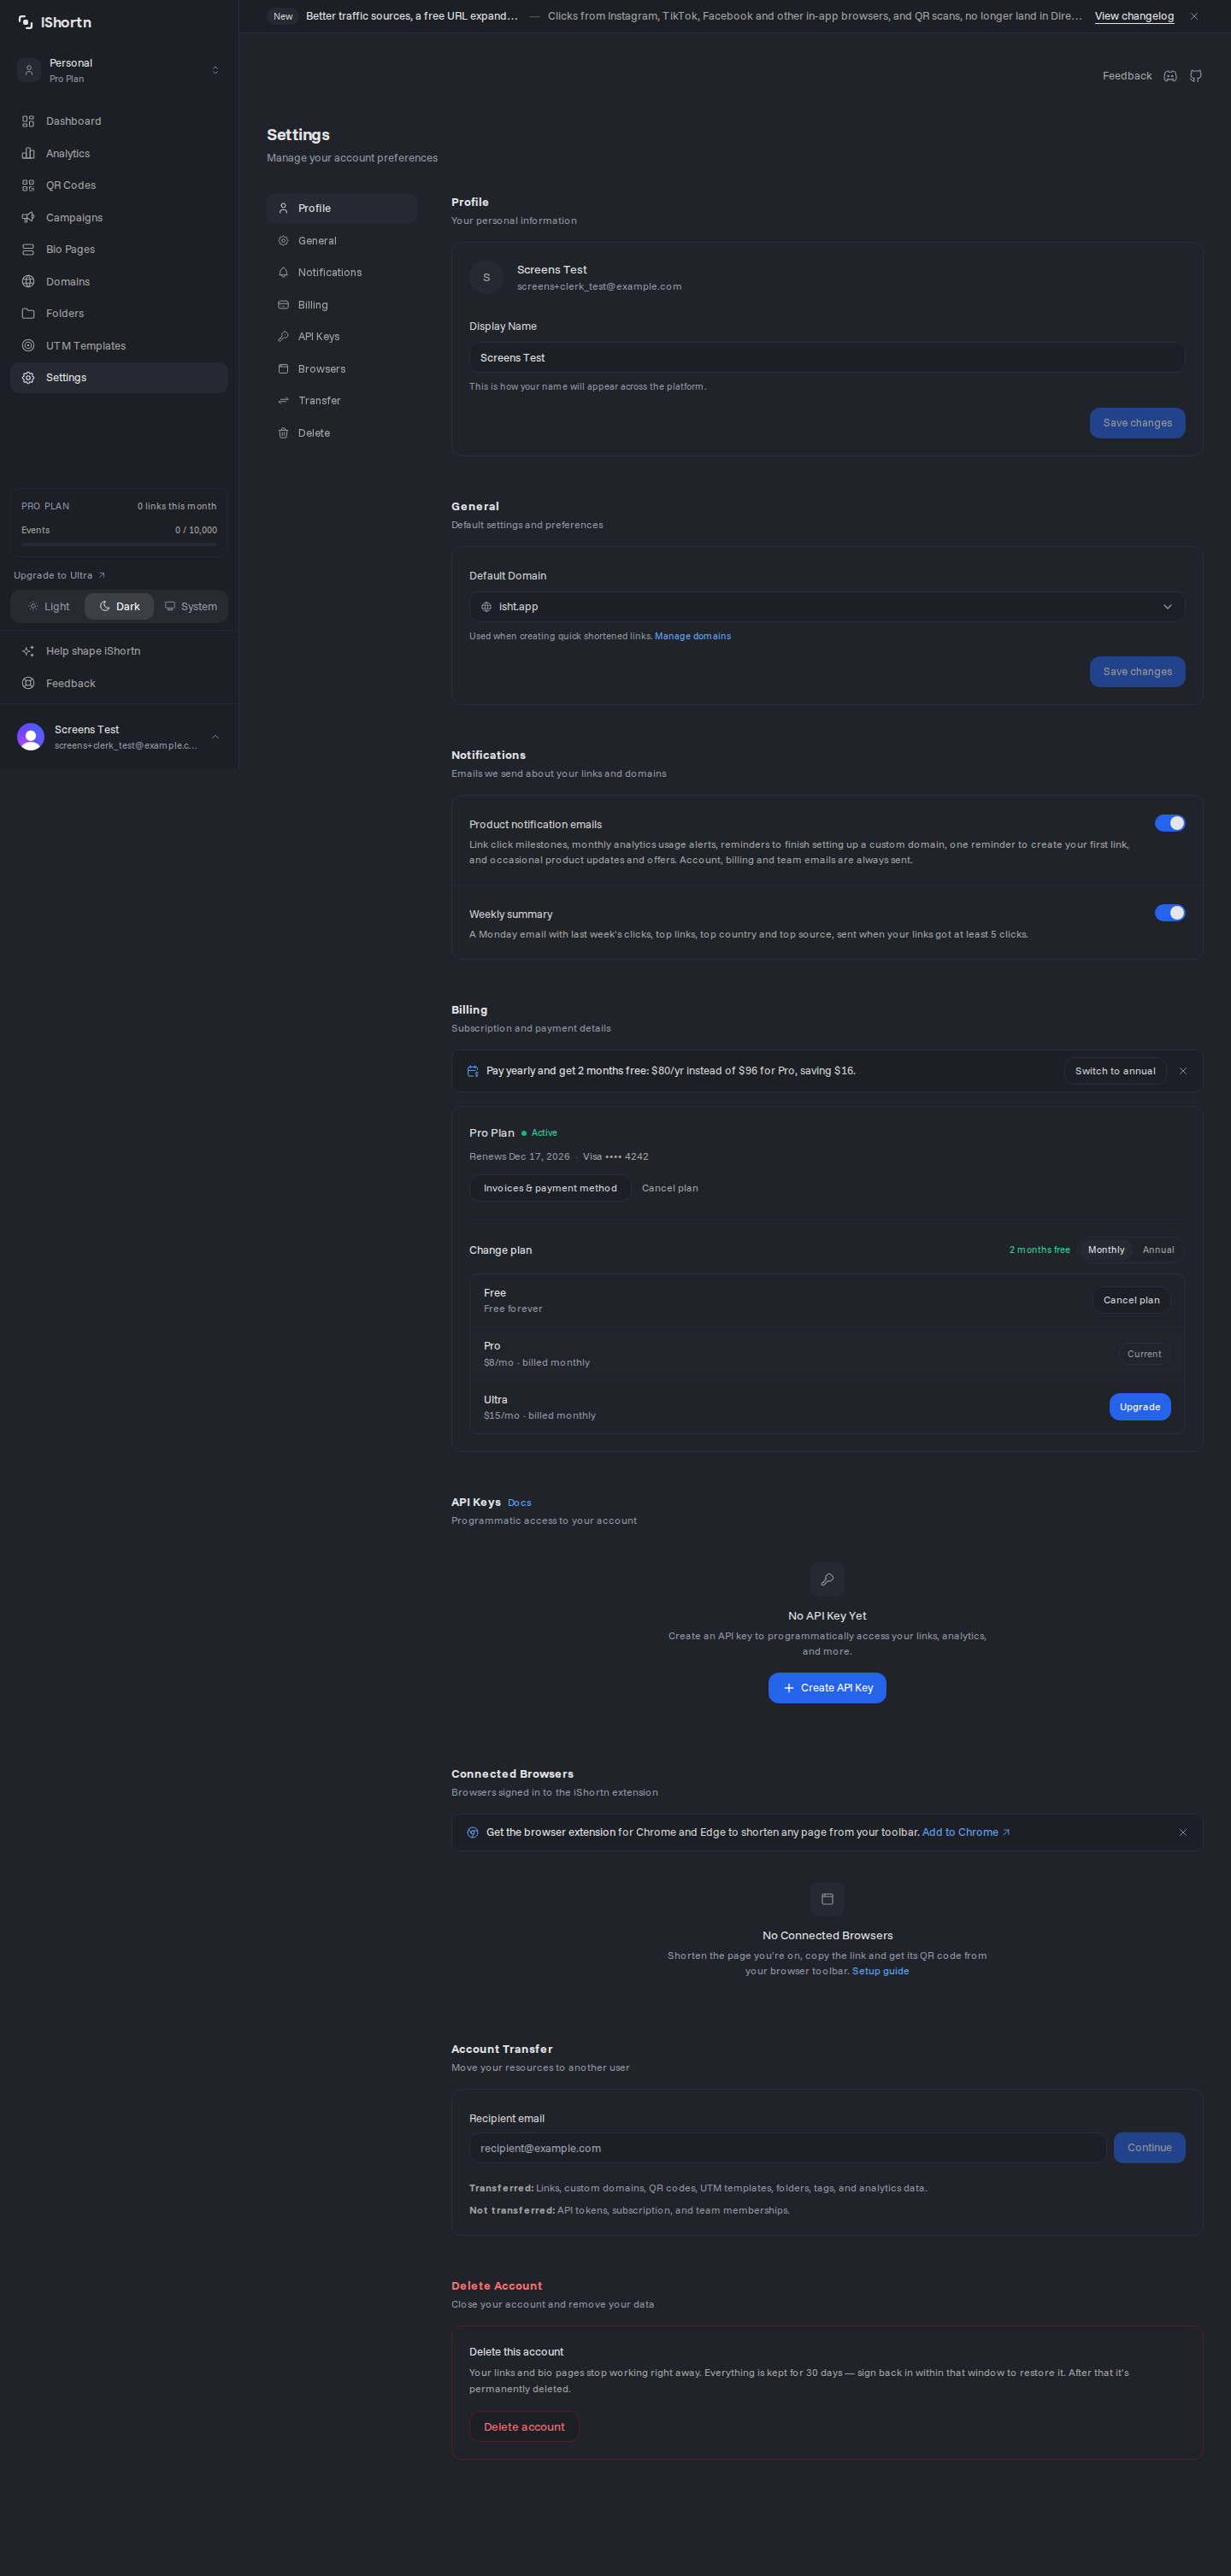 iShortn
Personal
Pro Plan
Dashboard
Analytics
QR Codes
Campaigns
Bio Pages
Domains
Folders
UTM Templates
Settings
PRO PLAN 0 links this month
Events 0 / 10,000
Upgrade to Ultra
Light Dark System
Help shape iShortn
Feedback
Screens Test
screens+clerk_test@example.c...
New Better traffic sources, a free URL expand... — Clicks from Instagram, TikTok, Facebook and other in-app browsers, and QR scans, no longer land in Dire... View changelog
Feedback
Settings
Manage your account preferences
Profile
General
Notifications
Billing
API Keys
Browsers
Transfer
Delete
Profile
Your personal information
S
Screens Test
screens+clerk_test@example.com
Display Name
Screens Test
This is how your name will appear across the platform.
Save changes
General
Default settings and preferences
Default Domain
isht.app
Used when creating quick shortened links. Manage domains
Save changes
Notifications
Emails we send about your links and domains
Product notification emails
Link click milestones, monthly analytics usage alerts, reminders to finish setting up a custom domain, one reminder to create your first link,
and occasional product updates and offers. Account, billing and team emails are always sent.
Weekly summary
A Monday email with last week's clicks, top links, top country and top source, sent when your links got at least 5 clicks.
Billing
Subscription and payment details
Pay yearly and get 2 months free: $80/yr instead of $96 for Pro, saving $16. Switch to annual
Pro Plan Active
Renews Dec 17, 2026 · Visa •••• 4242
Invoices & payment method Cancel plan
Change plan 2 months free Monthly Annual
Free
Free forever
Cancel plan
Pro
$8/mo · billed monthly
Current
Ultra
$15/mo · billed monthly
Upgrade
API Keys Docs
Programmatic access to your account
No API Key Yet
Create an API key to programmatically access your links, analytics,
and more.
Create API Key
Connected Browsers
Browsers signed in to the iShortn extension
Get the browser extension for Chrome and Edge to shorten any page from your toolbar. Add to Chrome
No Connected Browsers
Shorten the page you're on, copy the link and get its QR code from
your browser toolbar. Setup guide
Account Transfer
Move your resources to another user
Recipient email
recipient@example.com
Continue
Transferred: Links, custom domains, QR codes, UTM templates, folders, tags, and analytics data.
Not transferred: API tokens, subscription, and team memberships.
Delete Account
Close your account and remove your data
Delete this account
Your links and bio pages stop working right away. Everything is kept for 30 days — sign back in within that window to restore it. After that it's
permanently deleted.
Delete account